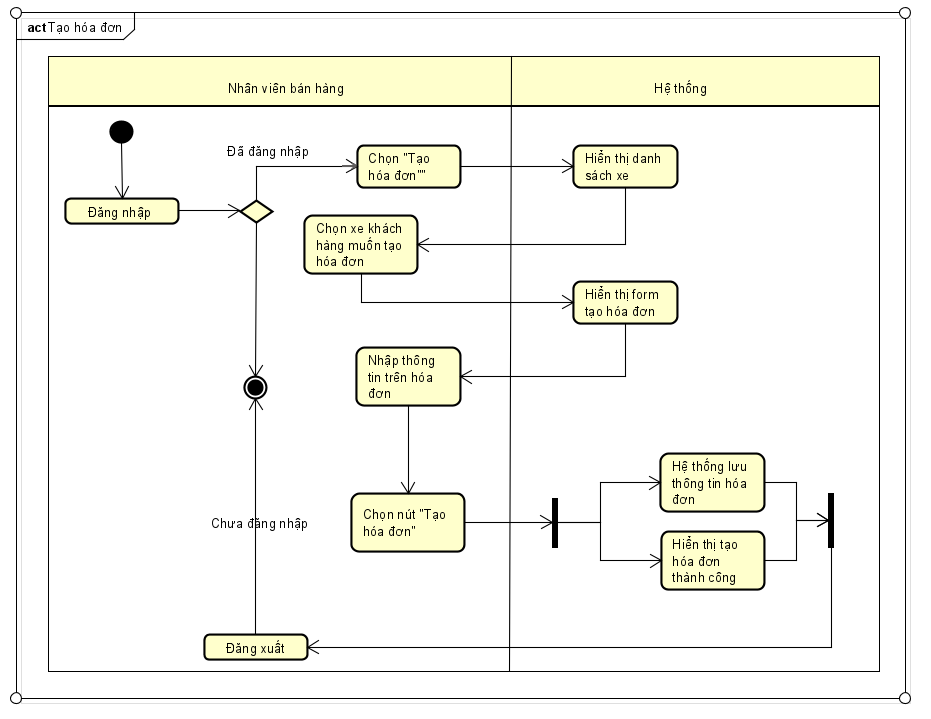 act Tạo hóa đơn
Nhân viên bán hàng
Hệ thống
Đã đăng nhập
Chọn "Tạo
hóa đơn""
Hiển thị danh
sách xe
Đăng nhập
Chọn xe khách
hàng muốn tạo
hóa đơn
Hiển thị form
tạo hóa đơn
Nhập thông
tin trên hóa
đơn
Hệ thống lưu
thông tin hóa
đơn
Chọn nút "Tạo
hóa đơn"
Chưa đăng nhập
Hiển thị tạo
hóa đơn
thành công
Đăng xuất